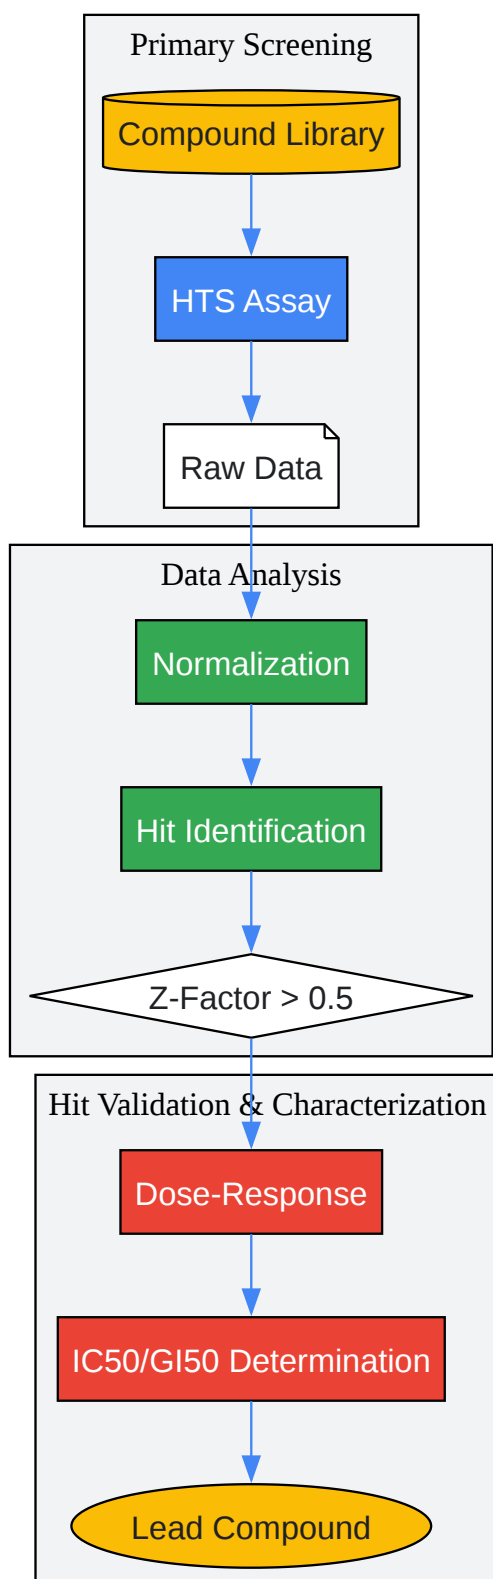 Primary Screening
Compound Library
HTS Assay
Raw Data
Data Analysis
Normalization
Hit Identification
Z-Factor > 0.5
Hit Validation & Characterization
Dose-Response
IC50/GI50 Determination
Lead Compound